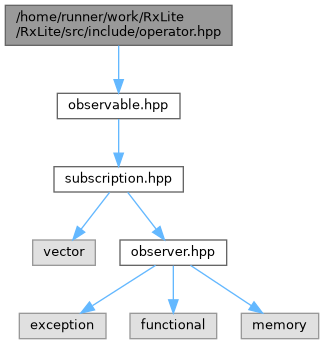 /home/runner/work/RxLite
/RxLite/src/include/operator.hpp
observable.hpp
subscription.hpp
vector
observer.hpp
exception
functional
memory